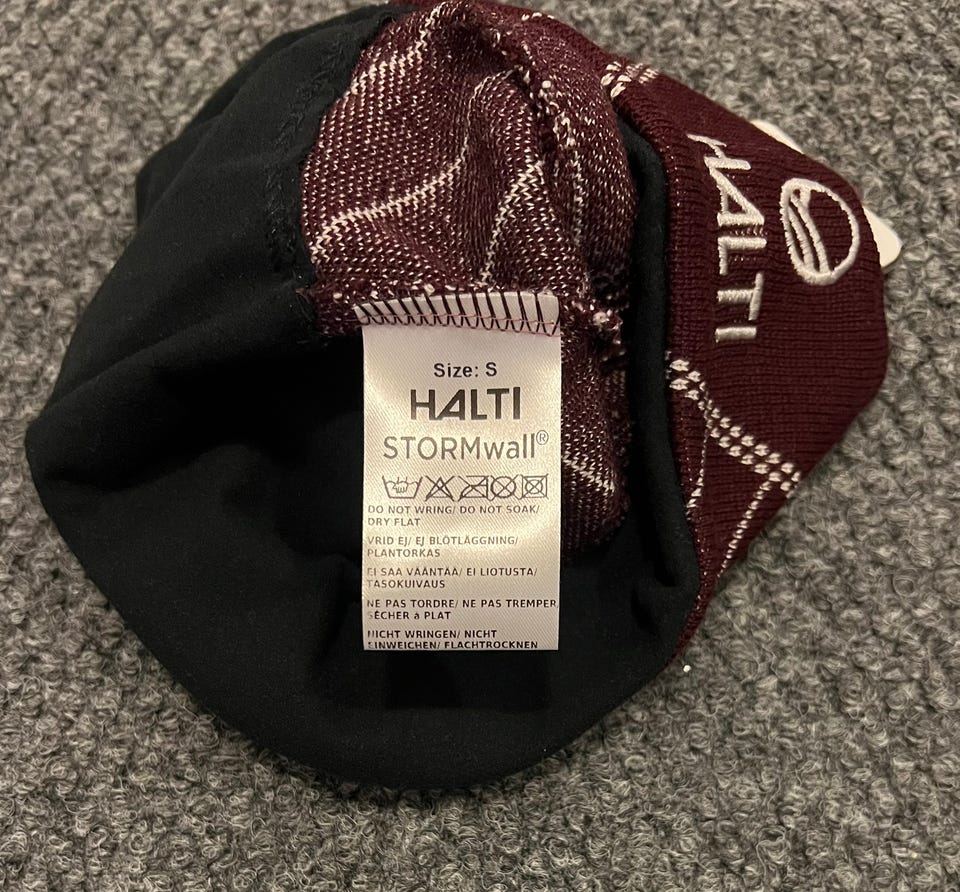 HALTI
Size: S
HALTI
STORMwall®
DO NOT WRING/ DO NOT SOAK/
DRY FLAT
VRID EJ/ EJ BLÖTLÄGGNING/
PLANTORKAS
EI SAA VÄÄNTÄÄ/ EI LIOTUSTA/
TASOKUIVAUS
NE PAS TORDRE/ NE PAS TREMPER
SÉCHER à PLAT
NICHT WRINGEN/ NICHT
EINWEICHEN/ FLACHTROCKNEN